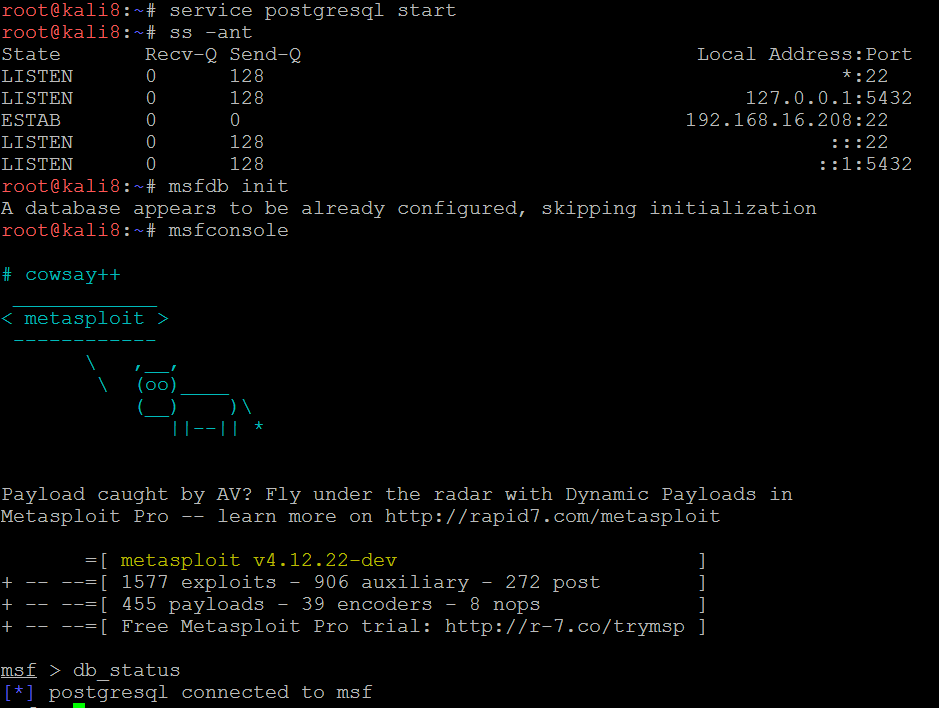 root@kali8:~# service postgresql start
root@kali8:~# ss -ant
State       Recv-Q Send-Q                                 Local Address:Port
LISTEN      0      128                                                *:22
LISTEN      0      128                                        127.0.0.1:5432
ESTAB       0      0                                     192.168.16.208:22
LISTEN      0      128                                               :::22
LISTEN      0      128                                              ::1:5432
root@kali8:~# msfdb init
A database appears to be already configured, skipping initialization
root@kali8:~# msfconsole
# cowsay++
 ____________
< metasploit >
 ------------
       \   ,__,
        \  (oo)____
           (__)    )\
              ||--|| *
Payload caught by AV? Fly under the radar with Dynamic Payloads in
Metasploit Pro -- learn more on http://rapid7.com/metasploit
       =[ metasploit v4.12.22-dev                         ]
+ -- --=[ 1577 exploits - 906 auxiliary - 272 post        ]
+ -- --=[ 455 payloads - 39 encoders - 8 nops             ]
+ -- --=[ Free Metasploit Pro trial: http://r-7.co/trymsp ]
msf > db_status
[*] postgresql connected to msf